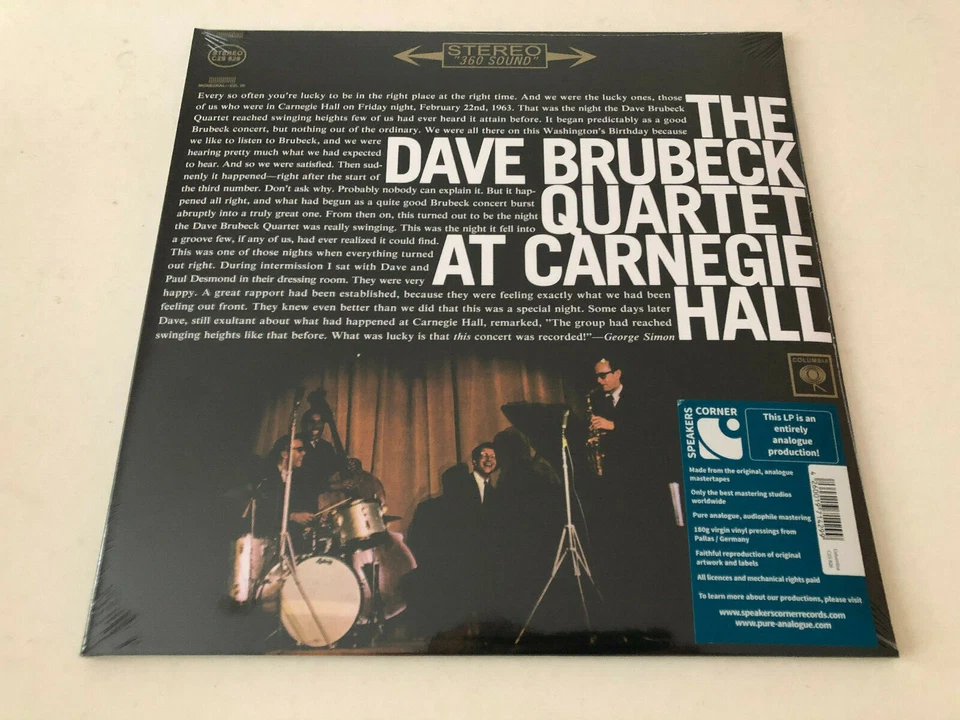 STEREO
C2S 826
STEREO
"360 SOUND"
Every so often you're lucky to be in the right place at the right time. And we were the lucky ones, those
of us who were in Carnegie Hall on Friday night, February 22nd, 1963. That was the night the Dave Brubeck
Quartet reached swinging heights few of us had ever heard it attain before. It began predictably as a good
Brubeck concert, but nothing out of the ordinary. We were all there on this Washington's Birthday because
we like to listen to Brubeck, and we were
hearing pretty much what we had expected
to hear. And so we were satisfied. Then sud-
nenly it happened—right after the start of
the third number. Don't ask why. Probably nobody can explain it. But it hap-
pened all right, and what had begun as a quite good Brubeck concert burst
abruptly into a truly great one. From then on, this turned out to be the night
the Dave Brubeck Quartet was really swinging. This was the night it fell into
a groove few, if any of us, had ever realized it could find.
This was one of those nights when everything turned
out right. During intermission I sat with Dave and
Paul Desmond in their dressing room. They were very
happy. A great rapport had been established, because they were feeling exactly what we had been
feeling out front. They knew even better than we did that this was a special night. Some days later
Dave, still exultant about what had happened at Carnegie Hall, remarked, "The group had reached
swinging heights like that before. What was lucky is that this concert was recorded!"—George Simon
THE
DAVE BRUBECK
QUARTET
AT CARNEGIE
HALL
COLUMBIA
SPEAKERS
CORNER
This LP is an
entirely
analogue
production!
Made from the original, analogue
mastertapes
Only the best mastering studios
worldwide
Pure analogue, audiophile mastering
180g virgin vinyl pressings from
Pallas / Germany
Faithful reproduction of original
artwork and labels
All licences and mechanical rights paid
To learn more about our productions, please visit
www.speakerscornerrecords.com
www.pure-analogue.com
4 260019 714299